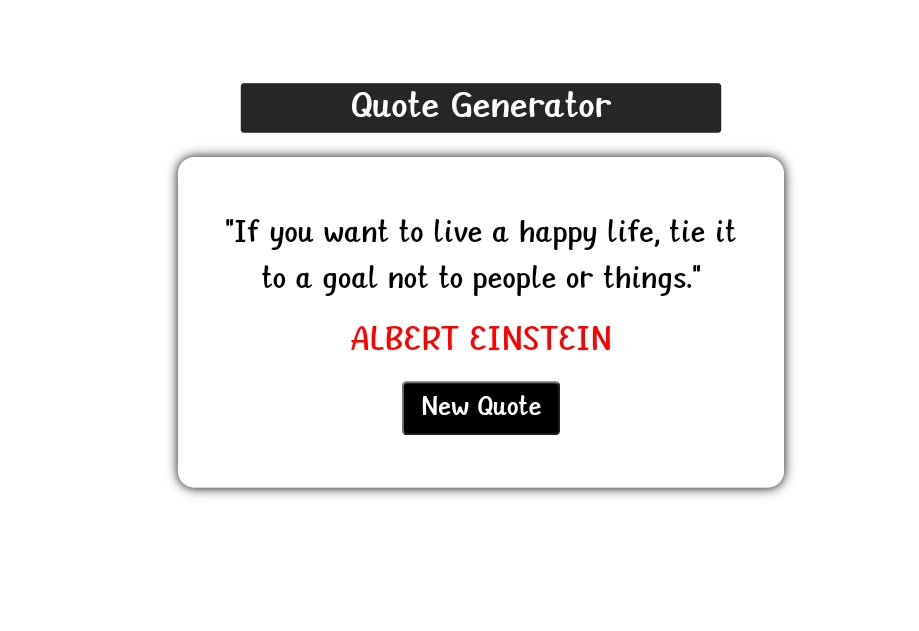 Quote Generator
"If you want to live a happy life, tie it
to a goal not to people or things."
ALBERT EINSTEIN
New Quote